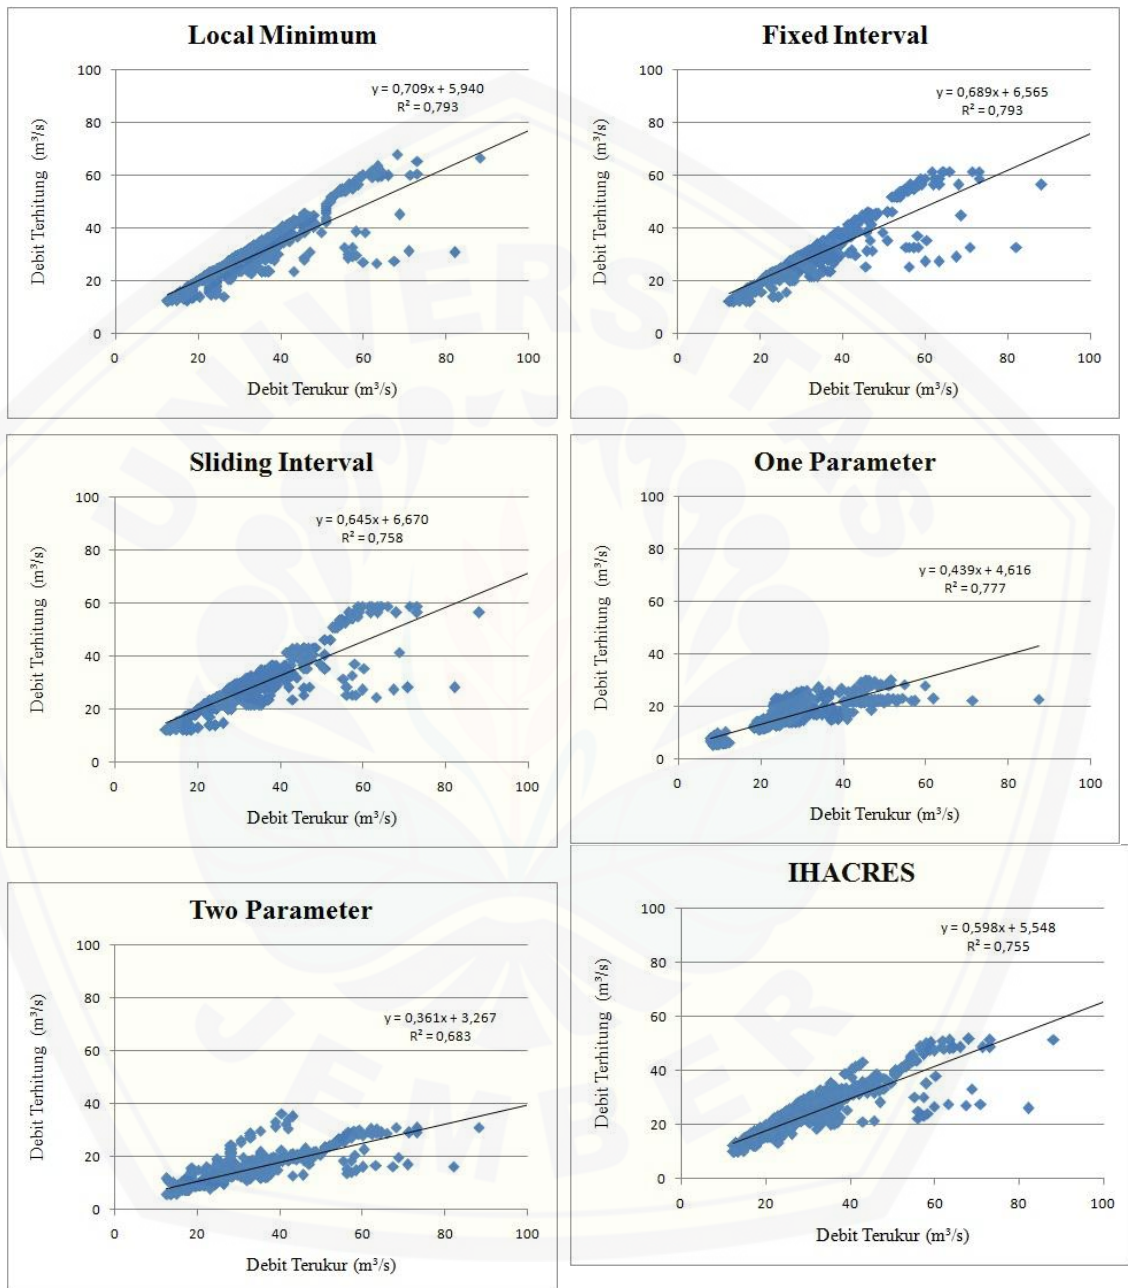 Local Minimum
y = 0,709x + 5,940
R² = 0,793
Debit Terhitung (m³/s)
100
80
60
40
20
0
0 20 40 60 80 100
Debit Terukur (m³/s)
Fixed Interval
y = 0,689x + 6,565
R² = 0,793
Debit Terhitung (m³/s)
100
80
60
40
20
0
0 20 40 60 80 100
Debit Terukur (m³/s)
Sliding Interval
y = 0,645x + 6,670
R² = 0,758
Debit Terhitung (m³/s)
100
80
60
40
20
0
0 20 40 60 80 100
Debit Terukur (m³/s)
One Parameter
y = 0,439x + 4,616
R² = 0,777
Debit Terhitung (m³/s)
100
80
60
40
20
0
0 20 40 60 80 100
Debit Terukur (m³/s)
Two Parameter
y = 0,361x + 3,267
R² = 0,683
Debit Terhitung (m³/s)
100
80
60
40
20
0
0 20 40 60 80 100
Debit Terukur (m³/s)
IHACRES
y = 0,598x + 5,548
R² = 0,755
Debit Terhitung (m³/s)
100
80
60
40
20
0
0 20 40 60 80 100
Debit Terukur (m³/s)
UNIVERSITAS
JEMBER